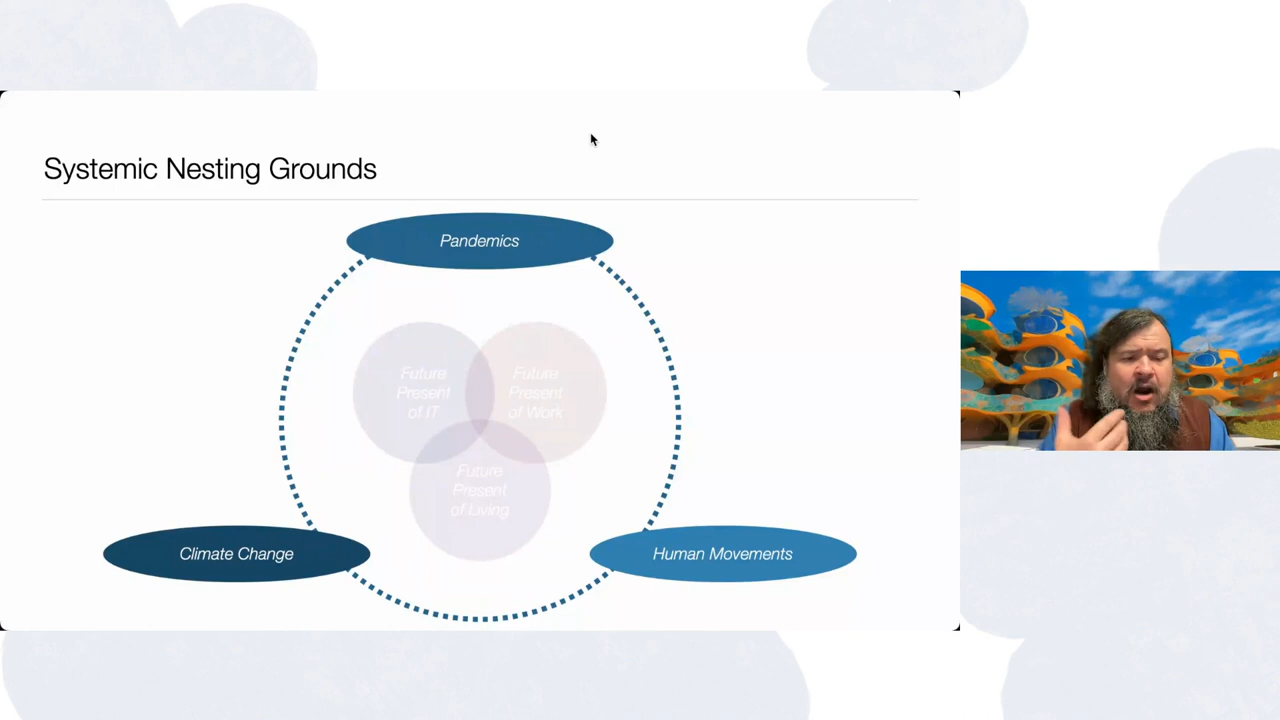 Systemic Nesting Grounds
Pandemics
Future
Present
of IT
Future
Present
of Work
Future
Present
of Living
Climate Change
Human Movements